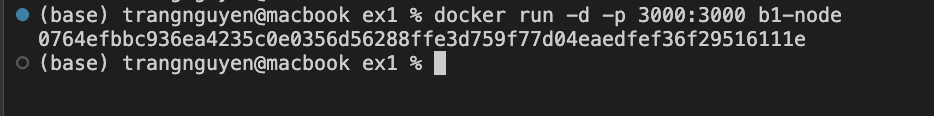 (base) trangnguyen@macbook ex1 % docker run -d -p 3000:3000 b1-node
0764efbbc936ea4235c0e0356d56288ffe3d759f77d04eaedfef36f29516111e
(base) trangnguyen@macbook ex1 %